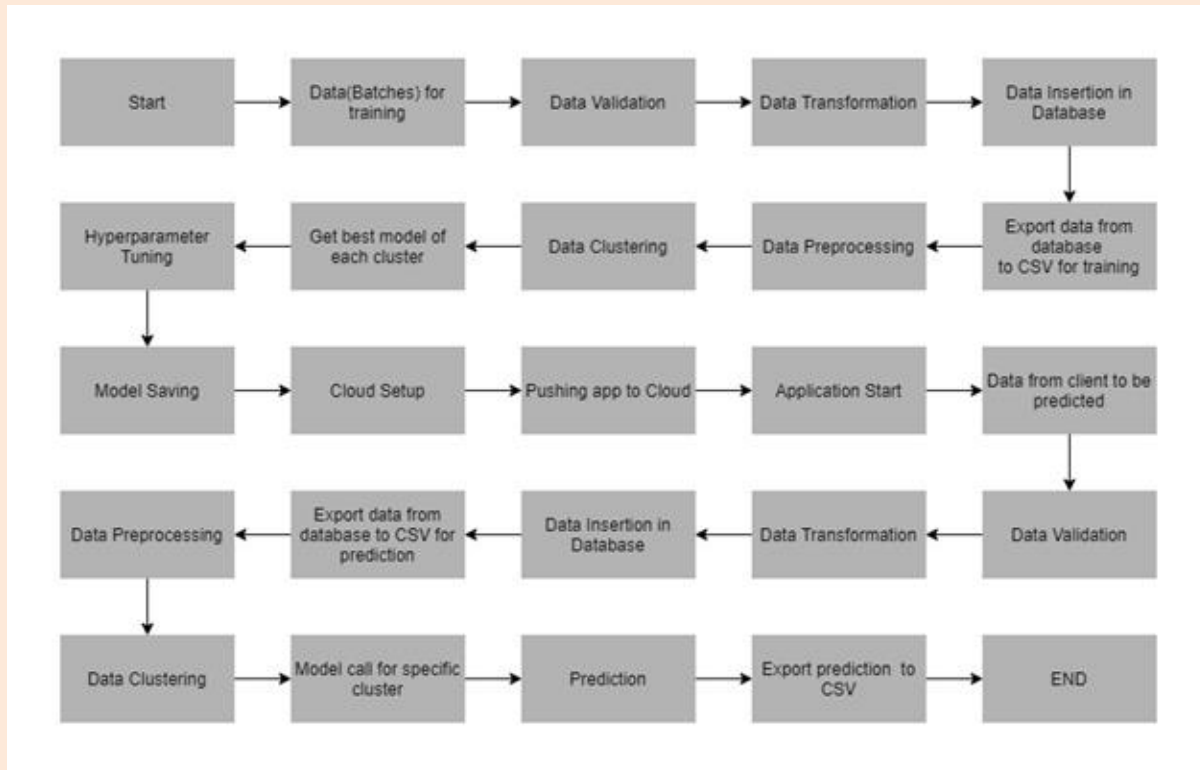 Start
Data(Batches) for
training
Data Validation
Data Transformation
Data Insertion in
Database
Export data from
database
to CSV for training
Data Preprocessing
Data Clustering
Get best model of
each cluster
Hyperparameter
Tuning
Model Saving
Cloud Setup
Pushing app to Cloud
Application Start
Data from client to be
predicted
Data Validation
Data Transformation
Data Insertion in
Database
Export data from
database to CSV for
prediction
Data Preprocessing
Data Clustering
Model call for specific
cluster
Prediction
Export prediction to
CSV
END